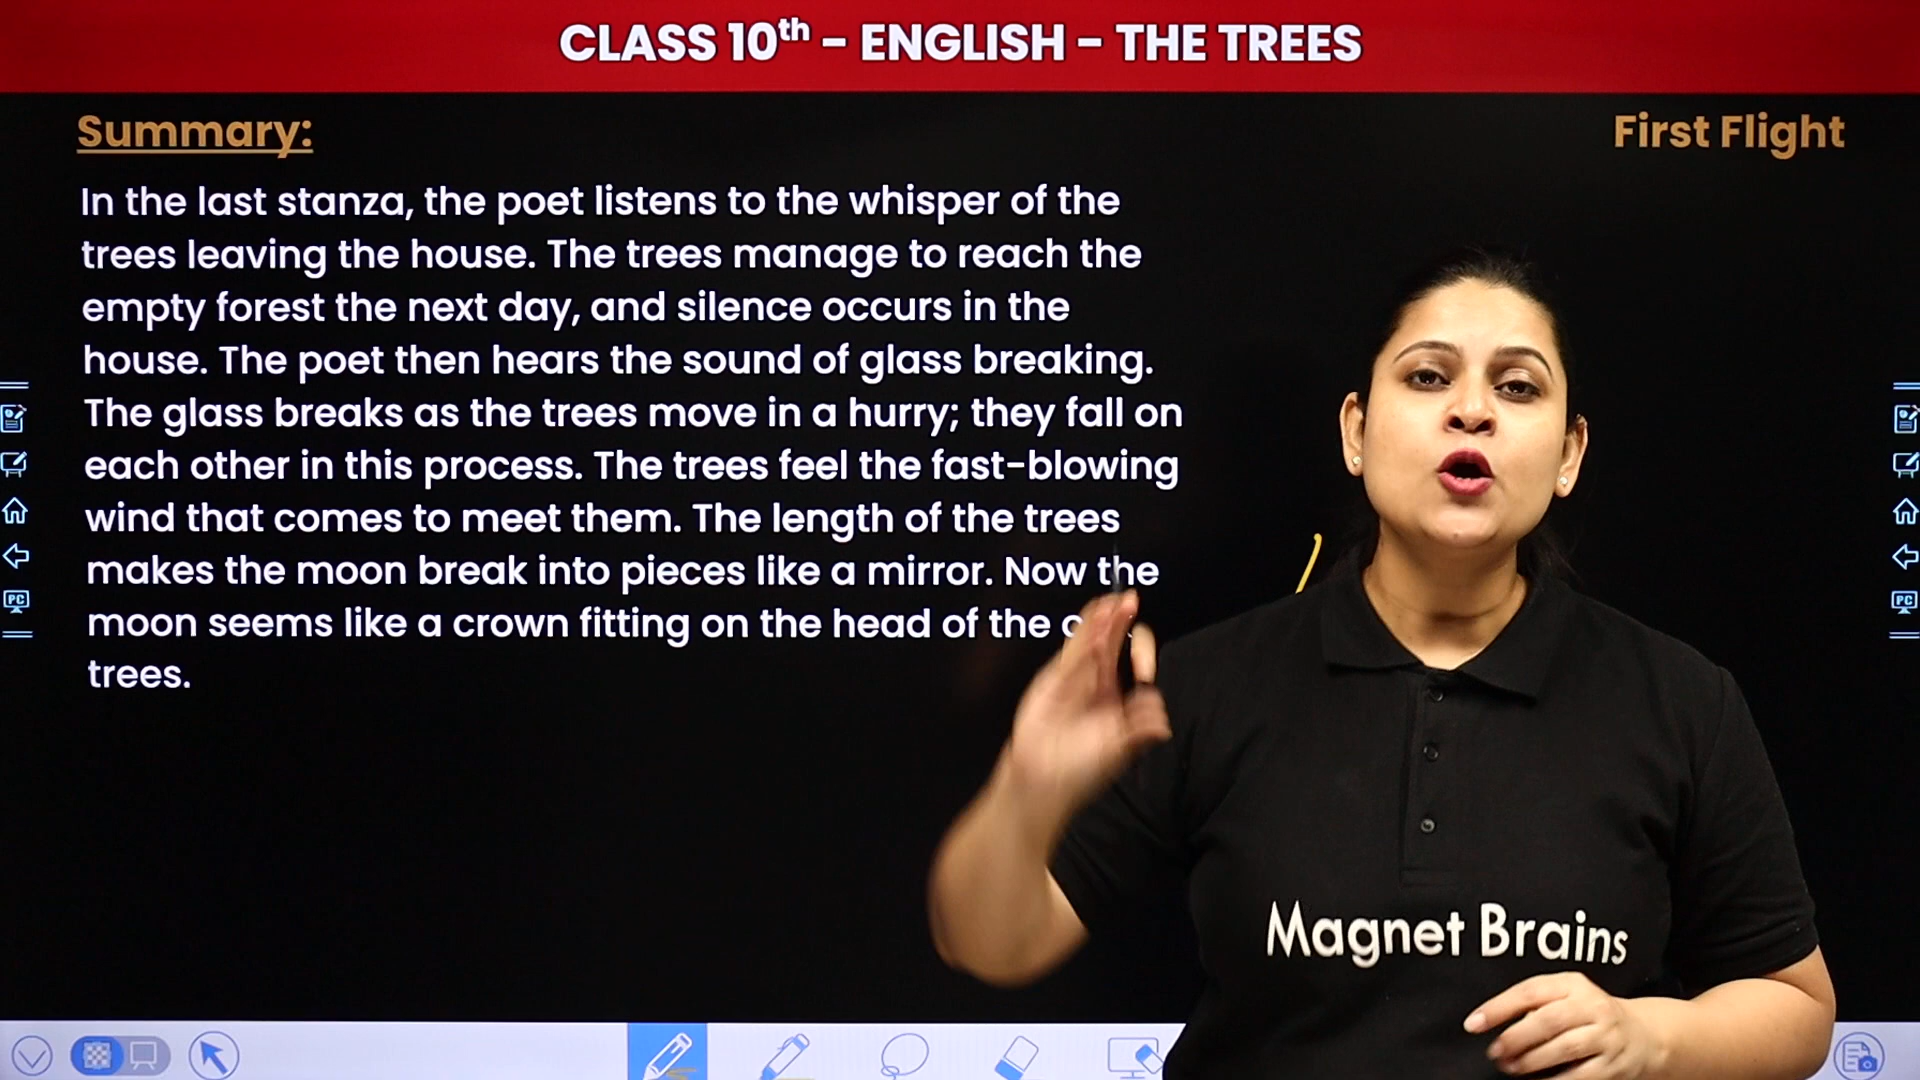 CLASS 10th - ENGLISH - THE TREES
Summary:
First Flight
In the last stanza, the poet listens to the whisper of the
trees leaving the house. The trees manage to reach the
empty forest the next day, and silence occurs in the
house. The poet then hears the sound of glass breaking.
The glass breaks as the trees move in a hurry; they fall on
each other in this process. The trees feel the fast-blowing
wind that comes to meet them. The length of the trees
makes the moon break into pieces like a mirror. Now the
moon seems like a crown fitting on the head of the
trees.
PC
PC
Magnet Brains